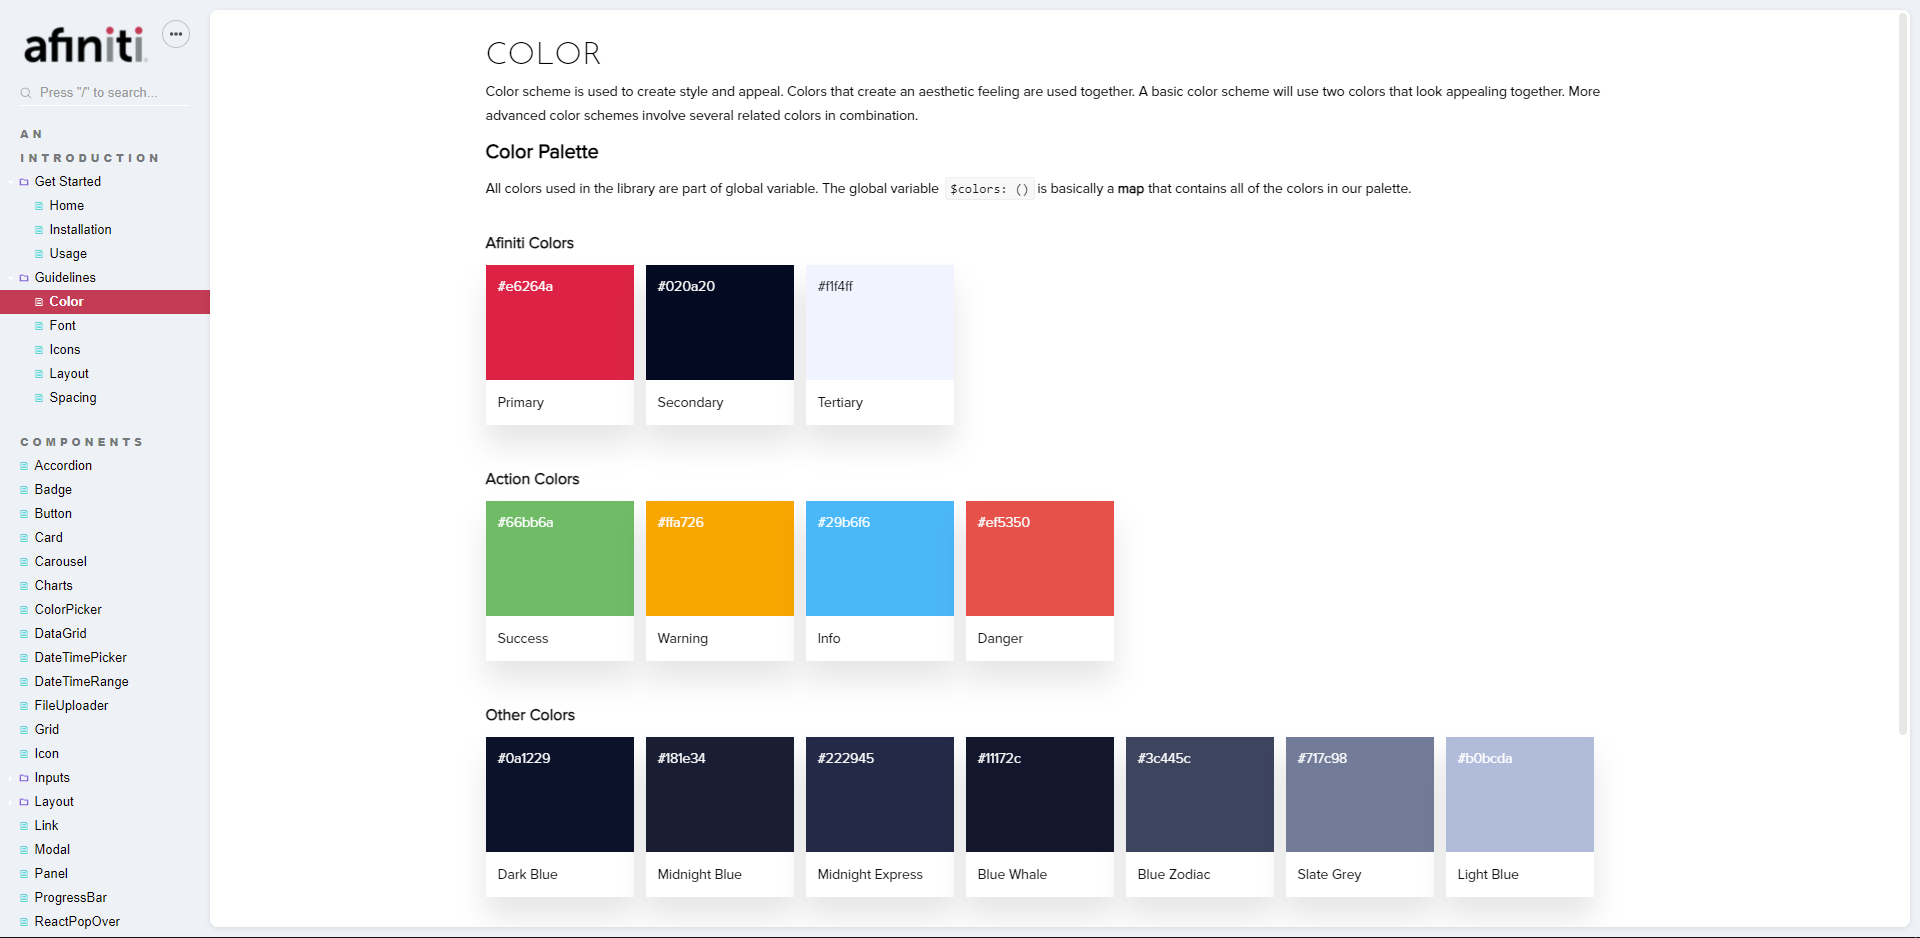 afiniti
Press "/" to search...
AN
INTRODUCTION
Get Started
Home
Installation
Usage
Guidelines
Color
Font
Icons
Layout
Spacing
COMPONENTS
Accordion
Badge
Button
Card
Carousel
Charts
ColorPicker
DataGrid
DateTimePicker
DateTimeRange
FileUploader
Grid
Icon
Inputs
Layout
Link
Modal
Panel
ProgressBar
ReactPopOver
COLOR
Color scheme is used to create style and appeal. Colors that create an aesthetic feeling are used together. A basic color scheme will use two colors that look appealing together. More
advanced color schemes involve several related colors in combination.
Color Palette
All colors used in the library are part of global variable. The global variable $colors: () is basically a map that contains all of the colors in our palette.
Afiniti Colors
#e6264a #020a20 #f1f4ff
Primary Secondary Tertiary
Action Colors
#66bb6a #ffa726 #29b6f6 #ef5350
Success Warning Info Danger
Other Colors
#0a1229 #181e34 #222945 #11172c #3c445c #717c98 #b0bcda
Dark Blue Midnight Blue Midnight Express Blue Whale Blue Zodiac Slate Grey Light Blue